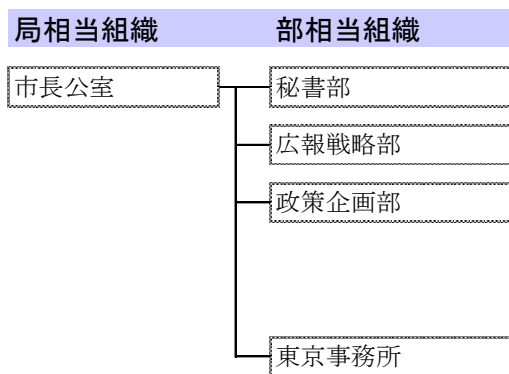 局相当組織 部相当組織
市長公室 秘書部
広報戦略部
政策企画部
東京事務所